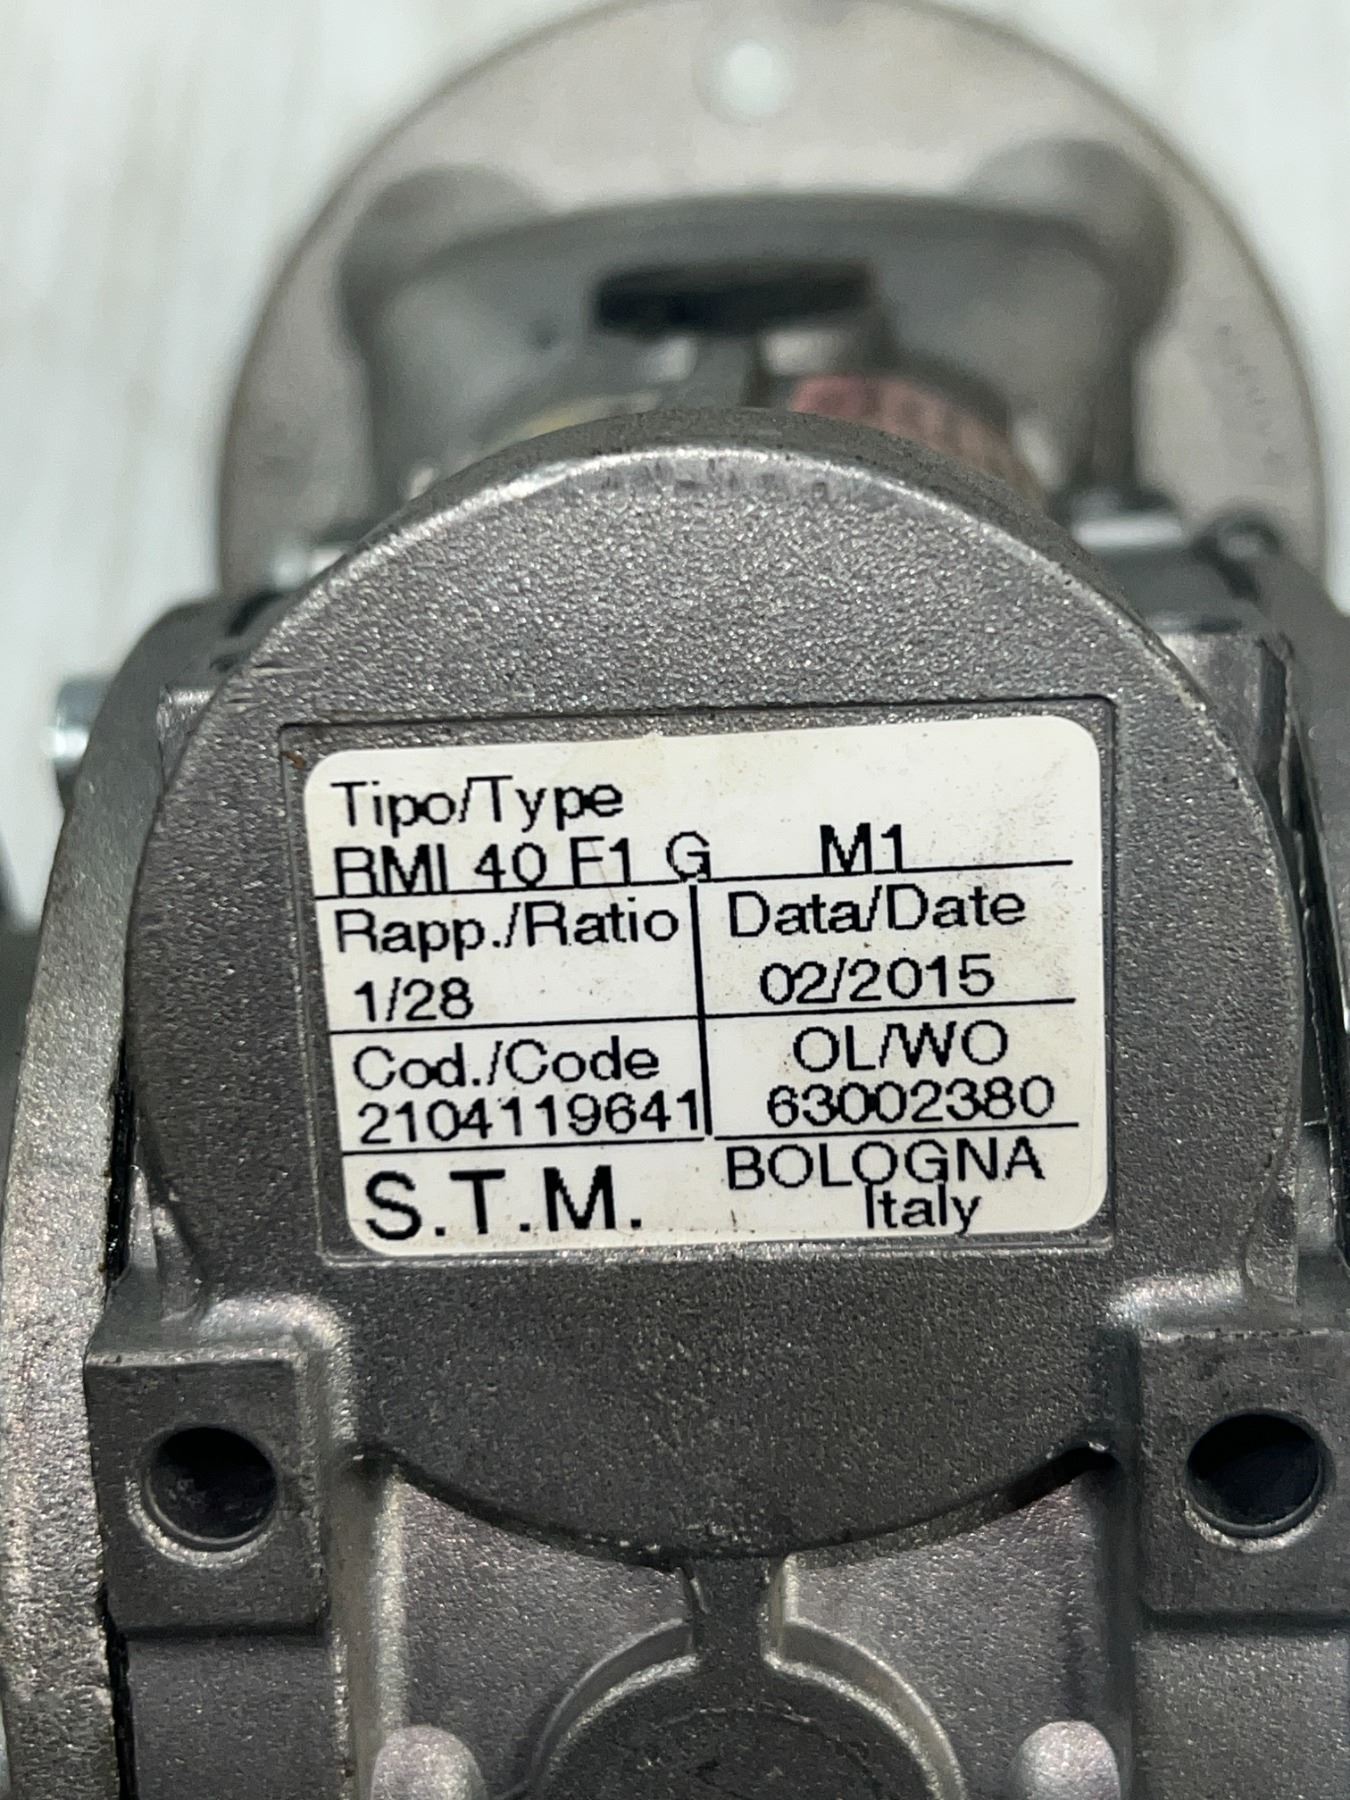 Tipo/Type
RMI 40 F1 G M1
Rapp./Ratio Data/Date
1/28 02/2015
Cod./Code OL/WO
2104119641 63002380
S.T.M. BOLOGNA
Italy